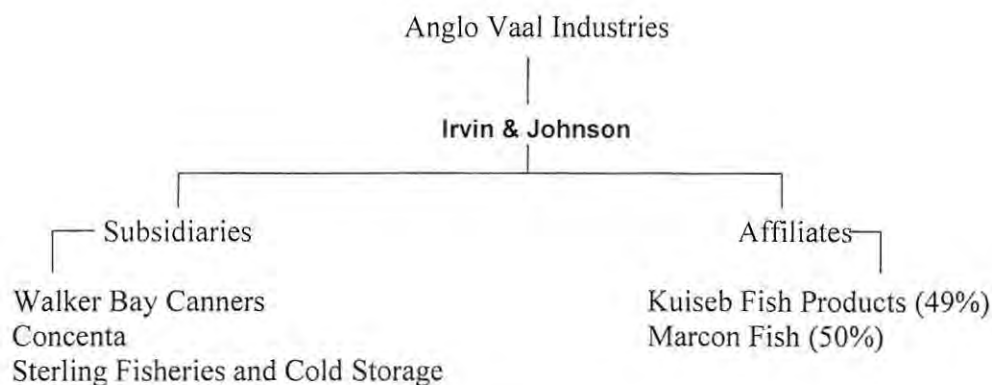 Anglo Vaal Industries
Irvin & Johnson
Subsidiaries
Affiliates
Walker Bay Canners
Concenta
Sterling Fisheries and Cold Storage
Kuiseb Fish Products (49%)
Marcon Fish (50%)